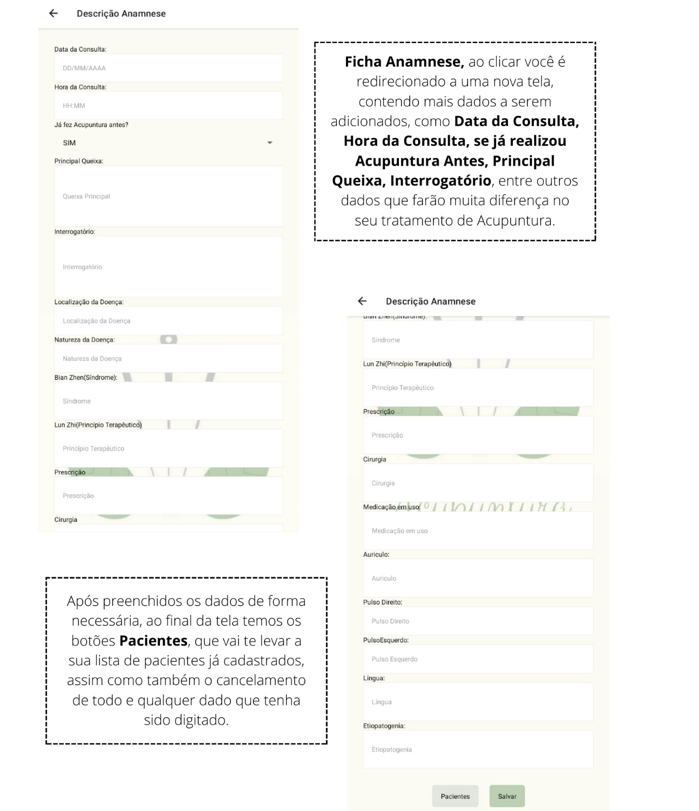 Descrição Anamnese
Data da Consulta:
DD/MM/AAAA
Hora da Consulta:
HH:MM
Já fez Acupuntura antes?
SIM
Principal Queixa:
Queixa Principal
Interrogatório:
Interrogatório
Localização da Doença:
Localização da Doença
Natureza da Doença:
Natureza da Doença
Bian Zhen(Síndrome):
Síndrome
Lun Zhi(Principio Terapêutico)
Princípio Terapêutico
Prescrição
Prescrição
Cirurgia
Ficha Anamnese, ao clicar você é
redirecionado a uma nova tela,
contendo mais dados a serem
adicionados, como Data da Consulta,
Hora da Consulta, se já realizou
Acupuntura Antes, Principal
Queixa, Interrogatório, entre outros
dados que farão muita diferença no
seu tratamento de Acupuntura.
Descrição Anamnese
Bian Zhen(Síndrome):
Síndrome
Lun Zhi(Principio Terapêutico)
Princípio Terapêutico
Prescrição
Prescrição
Cirurgia
Cirurgia
Medicação em uso
Medicação em uso
Auriculo:
Auriculo
Pulso Direito:
Pulso Direito
PulsoEsquerdo:
Pulso Esquerdo
Lingua:
Lingua
Etiopatogenia:
Etiopatogenia
Pacientes
Salvar
Após preenchidos os dados de forma
necessária, ao final da tela temos os
botões Pacientes, que vai te levar a
sua lista de pacientes já cadastrados,
assim como também o cancelamento
de todo e qualquer dado que tenha
sido digitado.